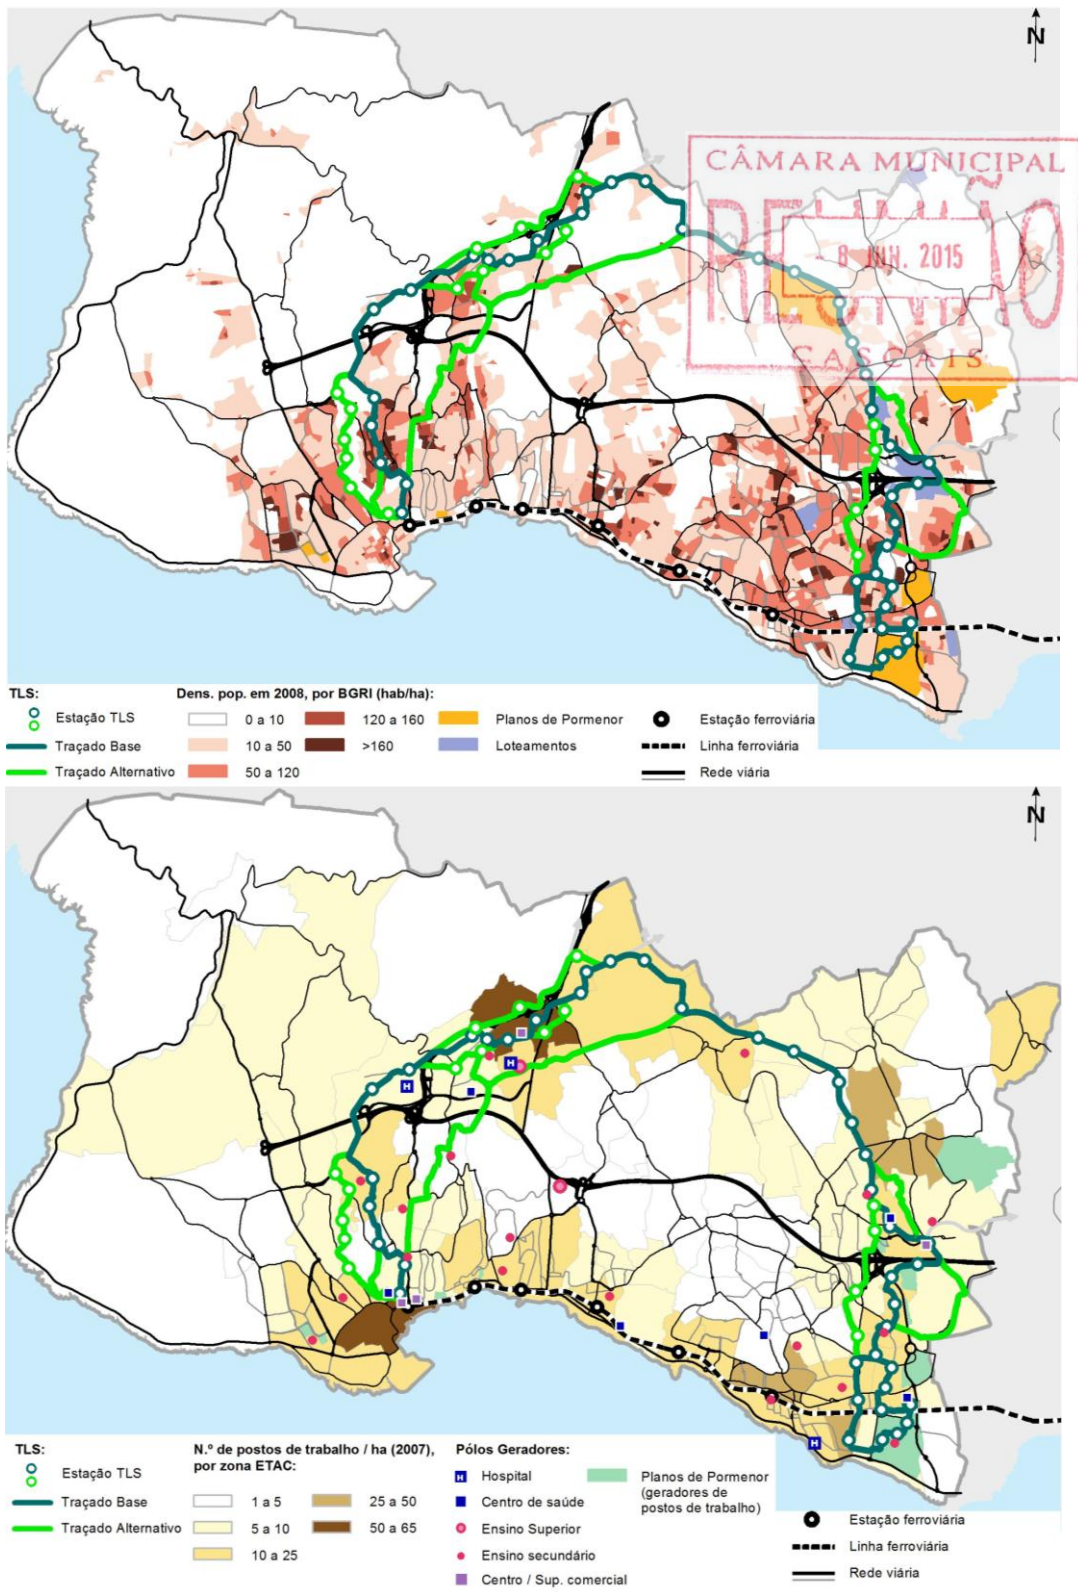 N
CÂMARA MUNICIPAL
REUNIÃO
- 8 JUN. 2015
CASCAIS
TLS:
Estação TLS
Traçado Base
Traçado Alternativo
Dens. pop. em 2008, por BGRI (hab/ha):
0 a 10
10 a 50
50 a 120
120 a 160
>160
Planos de Pormenor
Loteamentos
Estação ferroviária
Linha ferroviária
Rede viária
N
H
H
H
TLS:
Estação TLS
Traçado Base
Traçado Alternativo
N.º de postos de trabalho / ha (2007),
por zona ETAC:
1 a 5
5 a 10
10 a 25
25 a 50
50 a 65
Pólos Geradores:
H Hospital
Centro de saúde
Ensino Superior
Ensino secundário
Centro / Sup. comercial
Planos de Pormenor
(geradores de
postos de trabalho)
Estação ferroviária
Linha ferroviária
Rede viária